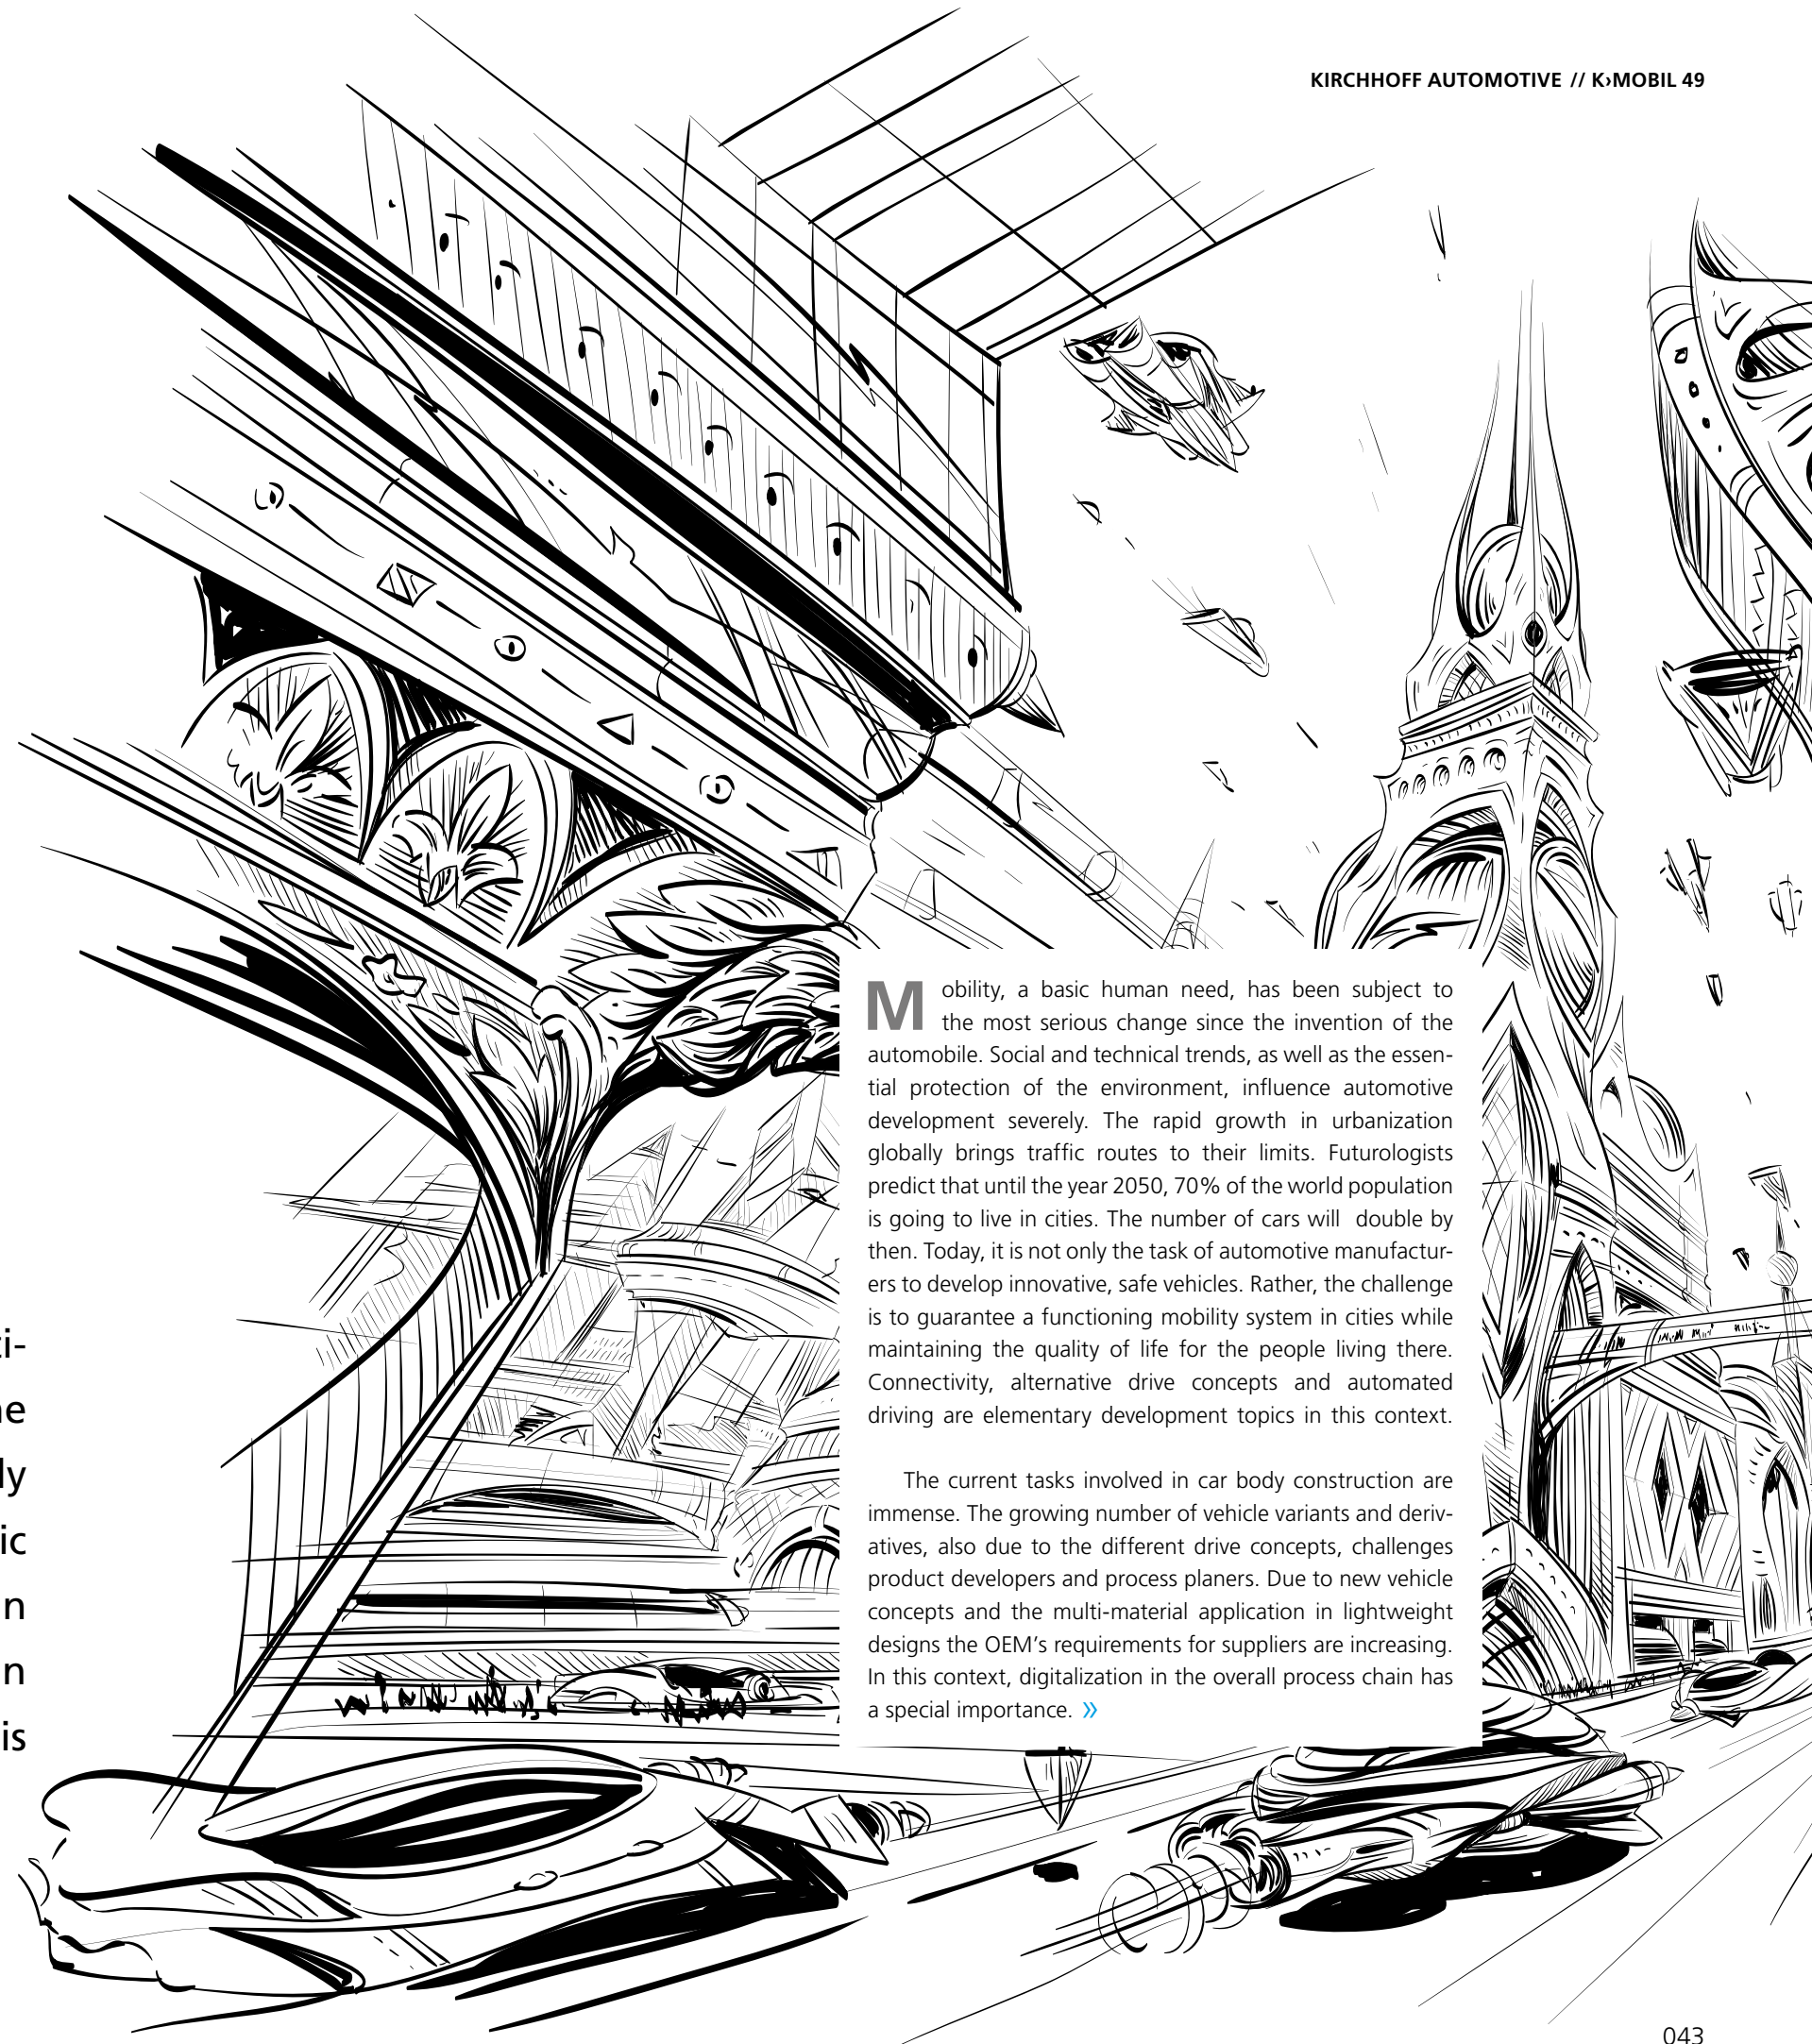 KIRCHHOFF AUTOMOTIVE // K›MOBIL 49
ti-
ne
ly
ic
n
n
is
Mobility, a basic human need, has been subject to
the most serious change since the invention of the
automobile. Social and technical trends, as well as the essen-
tial protection of the environment, influence automotive
development severely. The rapid growth in urbanization
globally brings traffic routes to their limits. Futurologists
predict that until the year 2050, 70% of the world population
is going to live in cities. The number of cars will double by
then. Today, it is not only the task of automotive manufactur-
ers to develop innovative, safe vehicles. Rather, the challenge
is to guarantee a functioning mobility system in cities while
maintaining the quality of life for the people living there.
Connectivity, alternative drive concepts and automated
driving are elementary development topics in this context.
The current tasks involved in car body construction are
immense. The growing number of vehicle variants and deriv-
atives, also due to the different drive concepts, challenges
product developers and process planers. Due to new vehicle
concepts and the multi-material application in lightweight
designs the OEM’s requirements for suppliers are increasing.
In this context, digitalization in the overall process chain has
a special importance. »
043